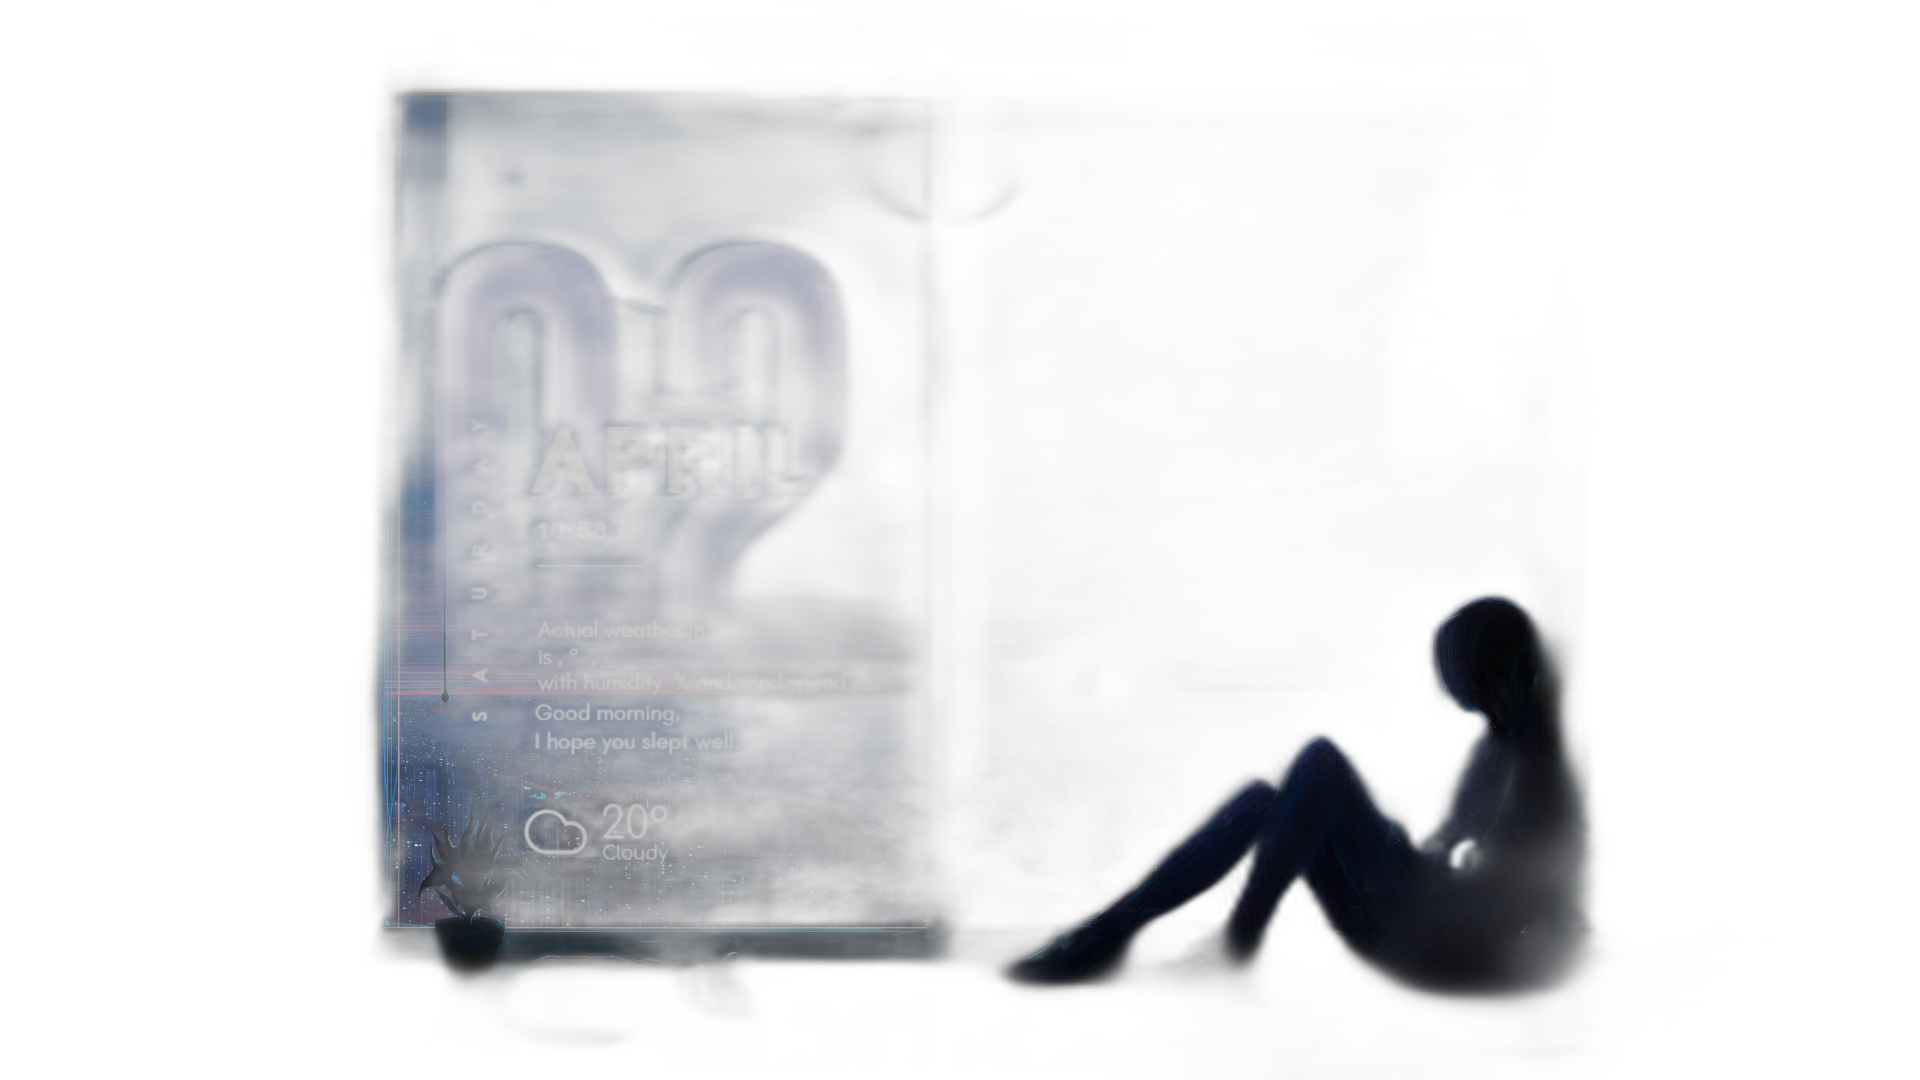 02
SATURDAY
APRIL
10:58
Actual weather in
is , ° ,
with humidity % and wind speed
Good morning,
I hope you slept well.
20°
Cloudy